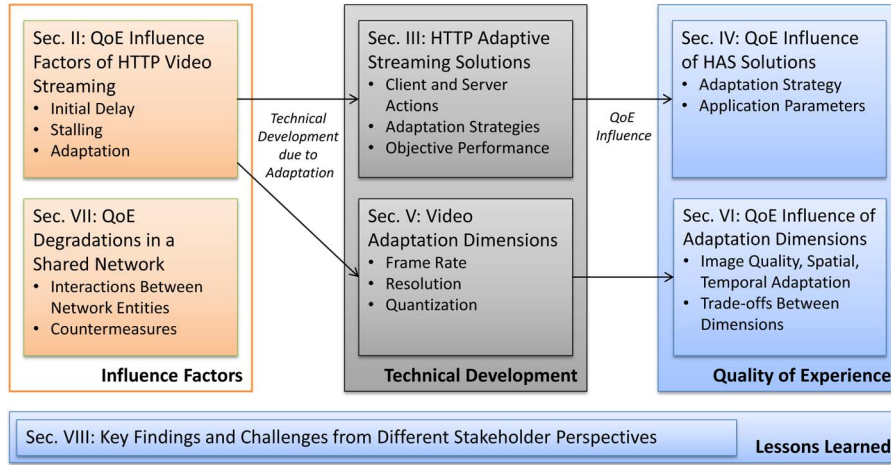 Sec. II: QoE Influence
Factors of HTTP Video
Streaming
• Initial Delay
• Stalling
• Adaptation
Sec. VII: QoE
Degradations in a
Shared Network
• Interactions Between
Network Entities
• Countermeasures
Influence Factors
Technical
Development
due to
Adaptation
Sec. III: HTTP Adaptive
Streaming Solutions
• Client and Server
Actions
• Adaptation Strategies
• Objective Performance
Sec. V: Video
Adaptation Dimensions
• Frame Rate
• Resolution
• Quantization
Technical Development
QoE
Influence
Sec. IV: QoE Influence
of HAS Solutions
• Adaptation Strategy
• Application Parameters
Sec. VI: QoE Influence of
Adaptation Dimensions
• Image Quality, Spatial,
Temporal Adaptation
• Trade-offs Between
Dimensions
Quality of Experience
Sec. VIII: Key Findings and Challenges from Different Stakeholder Perspectives
Lessons Learned